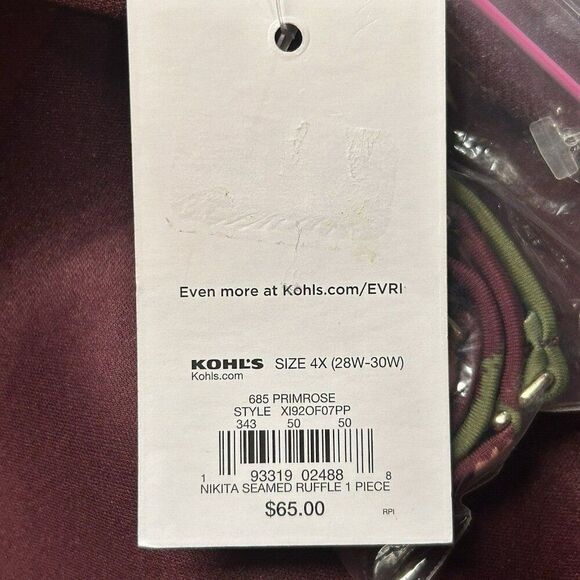 Even more at Kohls.com/EVRI
KOHL'S SIZE 4X (28W-30W)
Kohls.com
685 PRIMROSE
STYLE XI92OF07PP
343 50 50
1 93319 02488 8
NIKITA SEAMED RUFFLE 1 PIECE
$65.00
RPI